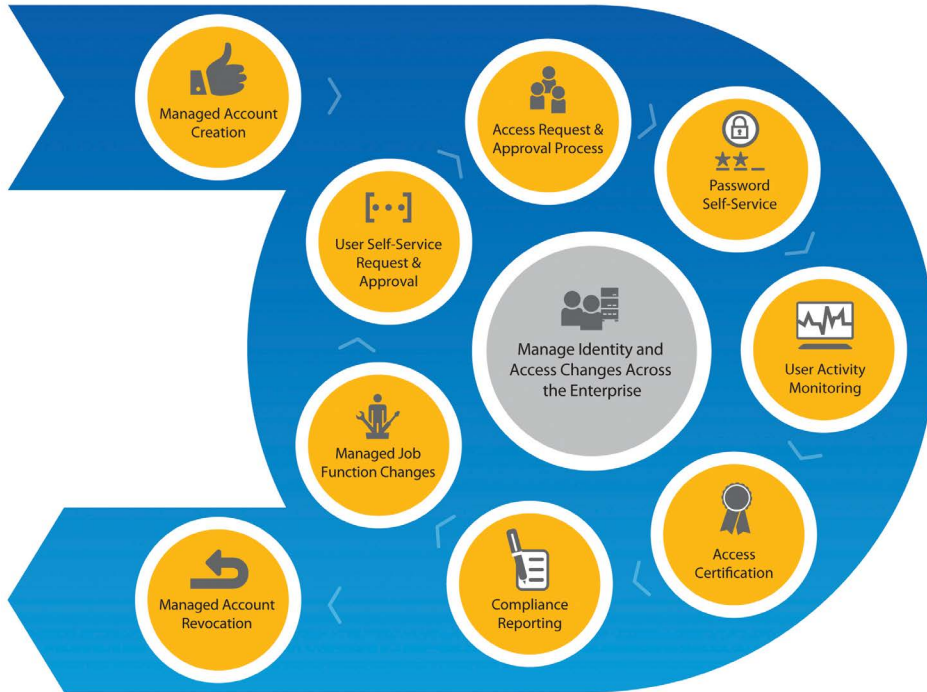 Managed Account
Creation
Access Request &
Approval Process
Password
Self-Service
User Self-Service
Request &
Approval
Manage Identity and
Access Changes Across
the Enterprise
User Activity
Monitoring
Managed Job
Function Changes
Access
Certification
Compliance
Reporting
Managed Account
Revocation